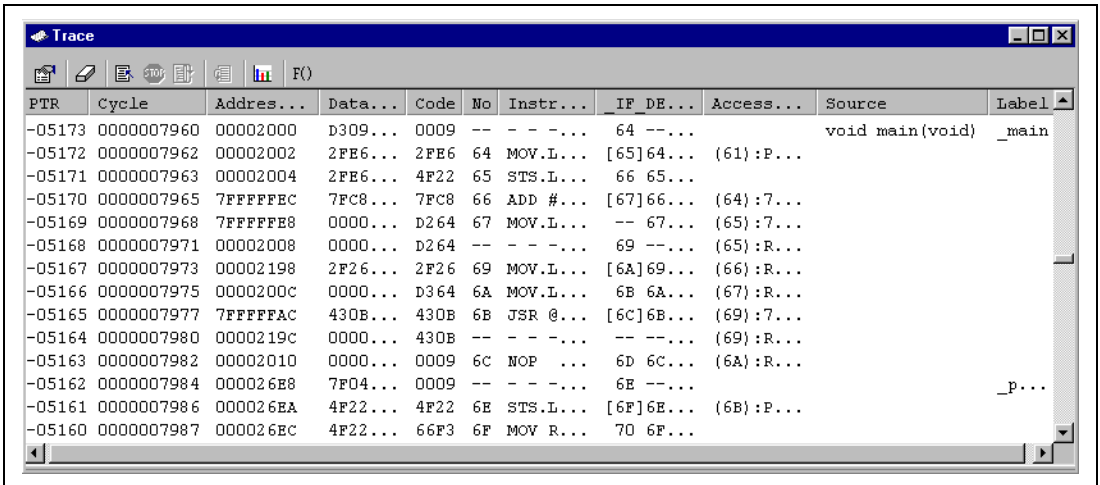 Trace
STOP F()
PTR Cycle Addres... Data... Code No Instr... _IF_DE... Access... Source Label
-05173 0000007960 00002000 D309... 0009 -- - - -... 64 --... void main(void) _main
-05172 0000007962 00002002 2FE6... 2FE6 64 MOV.L... [65]64... (61):P...
-05171 0000007963 00002004 2FE6... 4F22 65 STS.L... 66 65...
-05170 0000007965 7FFFFFEC 7FC8... 7FC8 66 ADD #... [67]66... (64):7...
-05169 0000007968 7FFFFFE8 0000... D264 67 MOV.L... -- 67... (65):7...
-05168 0000007971 00002008 0000... D264 -- - - -... 69 --... (65):R...
-05167 0000007973 00002198 2F26... 2F26 69 MOV.L... [6A]69... (66):R...
-05166 0000007975 0000200C 0000... D364 6A MOV.L... 6B 6A... (67):R...
-05165 0000007977 7FFFFFAC 430B... 430B 6B JSR @... [6C]6B... (69):7...
-05164 0000007980 0000219C 0000... 430B -- - - -... -- --... (69):R...
-05163 0000007982 00002010 0000... 0009 6C NOP ... 6D 6C... (6A):R...
-05162 0000007984 000026E8 7F04... 0009 -- - - -... 6E --... _p...
-05161 0000007986 000026EA 4F22... 4F22 6E STS.L... [6F]6E... (6B):P...
-05160 0000007987 000026EC 4F22... 66F3 6F MOV R... 70 6F...